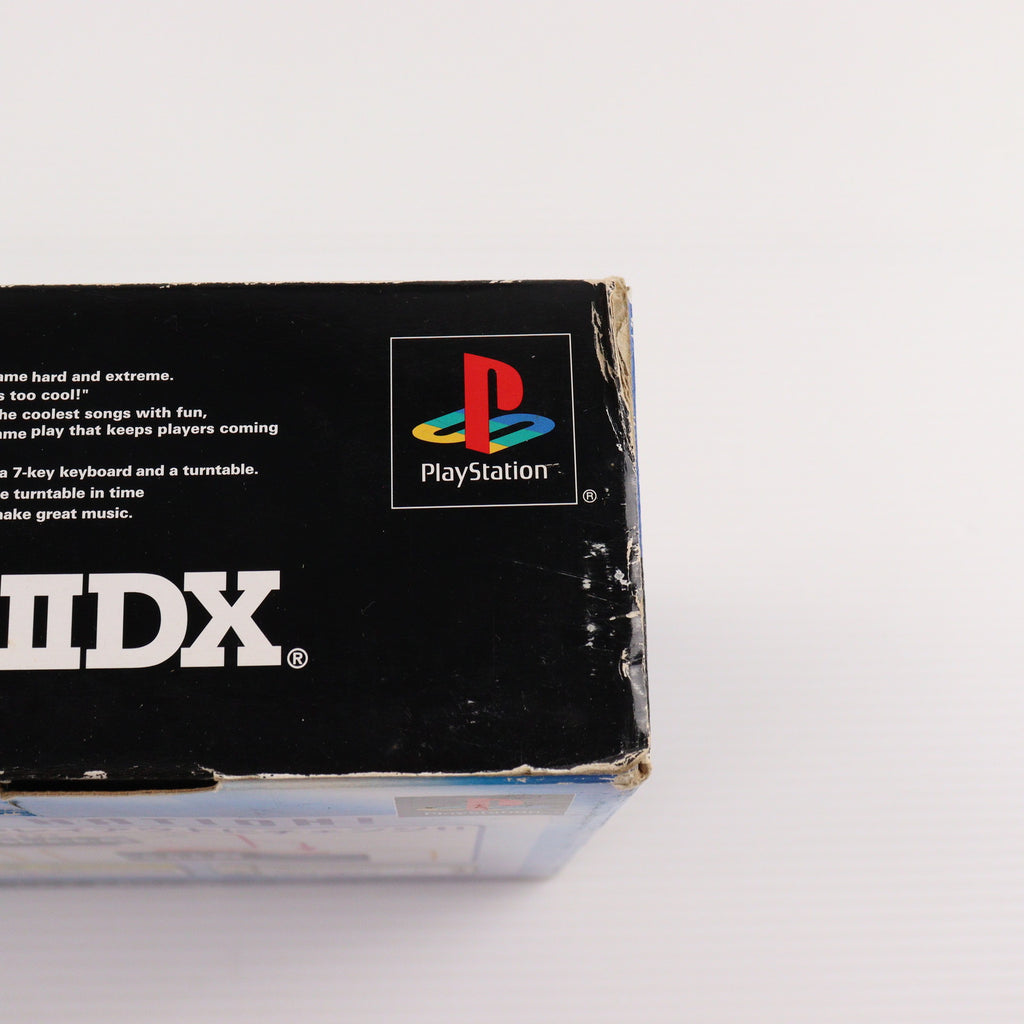 ame hard and extreme.
s too cool!"
he coolest songs with fun,
ame play that keeps players coming
a 7-key keyboard and a turntable.
e turntable in time
ake great music.
PlayStation
®
IIDX®